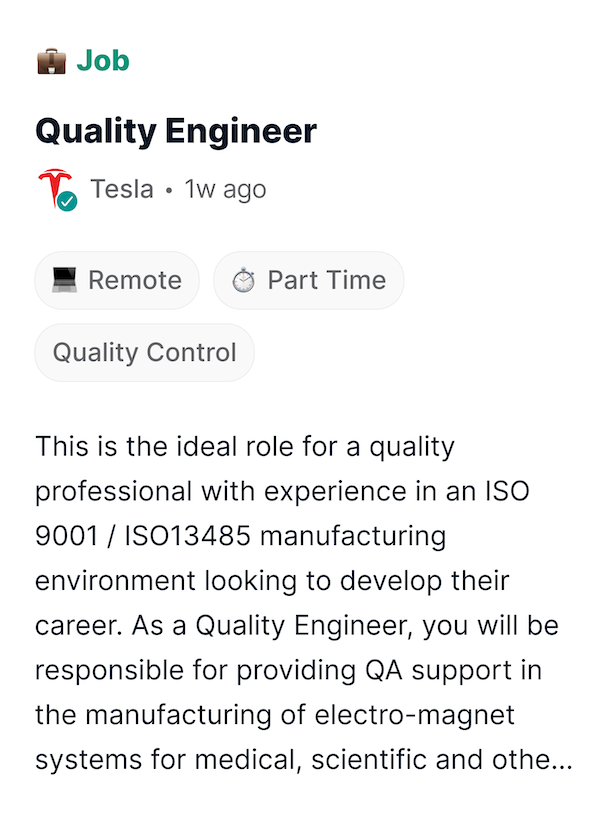 Job
Quality Engineer
Tesla • 1w ago
Remote
Part Time
Quality Control
This is the ideal role for a quality
professional with experience in an ISO
9001 / ISO13485 manufacturing
environment looking to develop their
career. As a Quality Engineer, you will be
responsible for providing QA support in
the manufacturing of electro-magnet
systems for medical, scientific and othe...